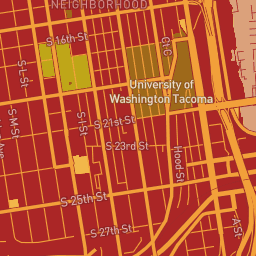 NEIGHBORHOOD
S 16th St
S L St
C
University of
Washington Tacoma
S M St
S I St
S 21st St
S 23rd St
Hood St
Ave
S 25th St
A St
S 27th St